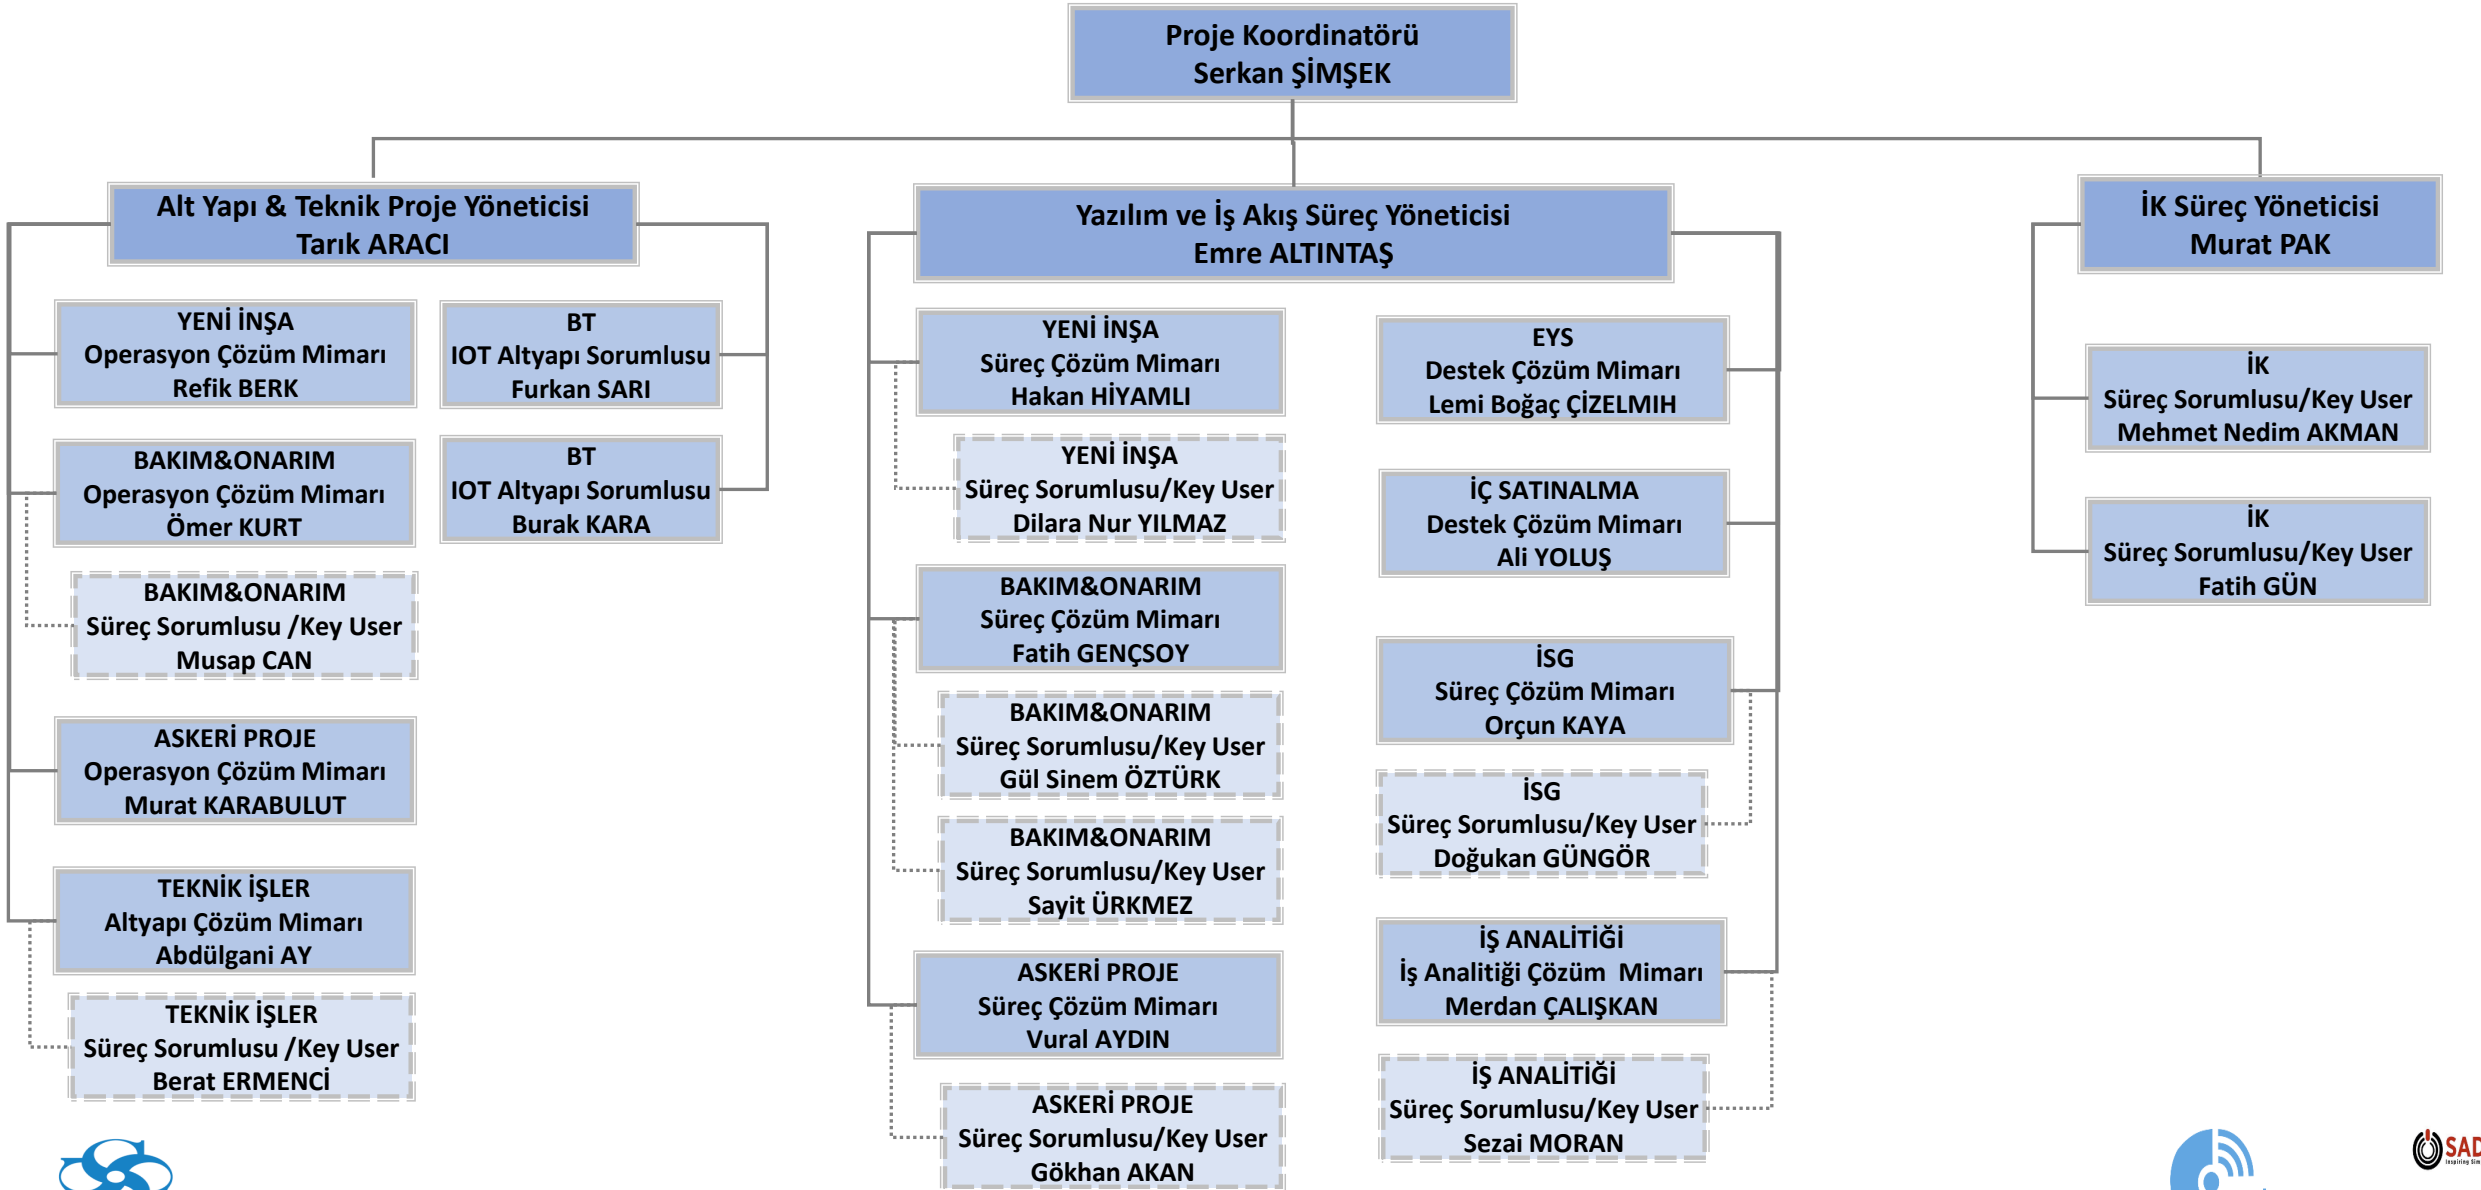 Proje Koordinatörü
Serkan ŞİMŞEK
Alt Yapı & Teknik Proje Yöneticisi
Tarık ARACI
YENİ İNŞA
Operasyon Çözüm Mimarı
Refik BERK
BAKIM&ONARIM
Operasyon Çözüm Mimarı
Ömer KURT
BAKIM&ONARIM
Süreç Sorumlusu /Key User
Musap CAN
ASKERİ PROJE
Operasyon Çözüm Mimarı
Murat KARABULUT
TEKNİK İŞLER
Altyapı Çözüm Mimarı
Abdülgani AY
TEKNİK İŞLER
Süreç Sorumlusu /Key User
Berat ERMENCİ
BT
IOT Altyapı Sorumlusu
Furkan SARI
BT
IOT Altyapı Sorumlusu
Burak KARA
Yazılım ve İş Akış Süreç Yöneticisi
Emre ALTINTAŞ
YENİ İNŞA
Süreç Çözüm Mimarı
Hakan HİYAMLI
YENİ İNŞA
Süreç Sorumlusu/Key User
Dilara Nur YILMAZ
BAKIM&ONARIM
Süreç Çözüm Mimarı
Fatih GENÇSOY
BAKIM&ONARIM
Süreç Sorumlusu/Key User
Gül Sinem ÖZTÜRK
BAKIM&ONARIM
Süreç Sorumlusu/Key User
Sayit ÜRKMEZ
ASKERİ PROJE
Süreç Çözüm Mimarı
Vural AYDIN
ASKERİ PROJE
Süreç Sorumlusu/Key User
Gökhan AKAN
EYS
Destek Çözüm Mimarı
Lemi Boğaç ÇİZELMIH
İÇ SATINALMA
Destek Çözüm Mimarı
Ali YOLUŞ
İSG
Süreç Çözüm Mimarı
Orçun KAYA
İSG
Süreç Sorumlusu/Key User
Doğukan GÜNGÖR
İŞ ANALİTİĞİ
İş Analitiği Çözüm  Mimarı
Merdan ÇALIŞKAN
İŞ ANALİTİĞİ
Süreç Sorumlusu/Key User
Sezai MORAN
İK Süreç Yöneticisi
Murat PAK
İK
Süreç Sorumlusu/Key User
Mehmet Nedim AKMAN
İK
Süreç Sorumlusu/Key User
Fatih GÜN